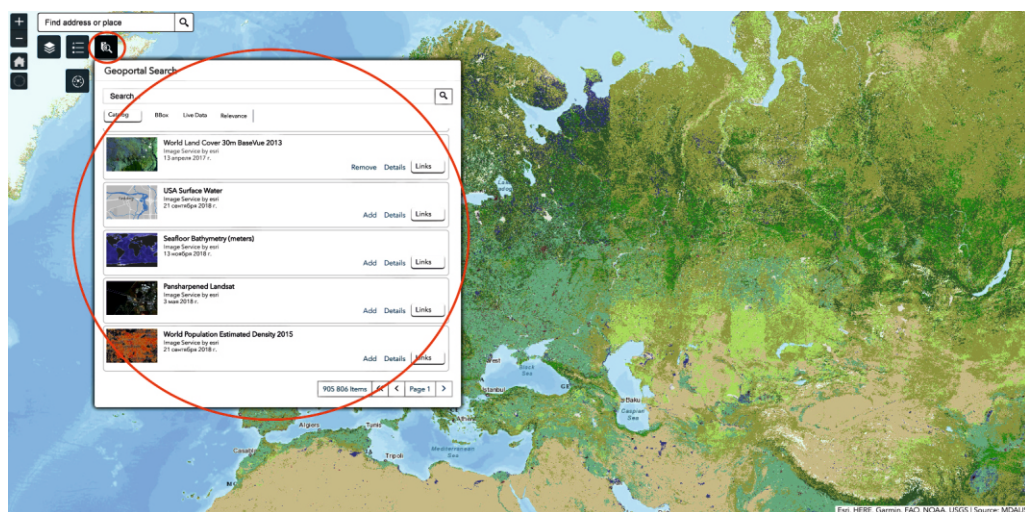 +
Find address or place
−
Geoportal Search
Search
Catalog BBox Live Data Relevance
World Land Cover 30m BaseVue 2013
Image Service by esri
13 апреля 2017 г.
Remove Details Links
USA Surface Water
Image Service by esri
21 сентября 2018 г.
Add Details Links
Seafloor Bathymetry (meters)
Image Service by esri
13 ноября 2018 г.
Add Details Links
Pansharpened Landsat
Image Service by esri
3 мая 2018 г.
Add Details Links
World Population Estimated Density 2015
Image Service by esri
21 сентября 2018 г.
Add Details Links
905 806 Items « < Page 1 >
Black
Sea
Istanbul
Baku
Caspian
Sea
Algiers
Tunis
Athens
Tripoli
Mediterranean
Sea
Esri, HERE, Garmin, FAO, NOAA, USGS | Source: MDAUS